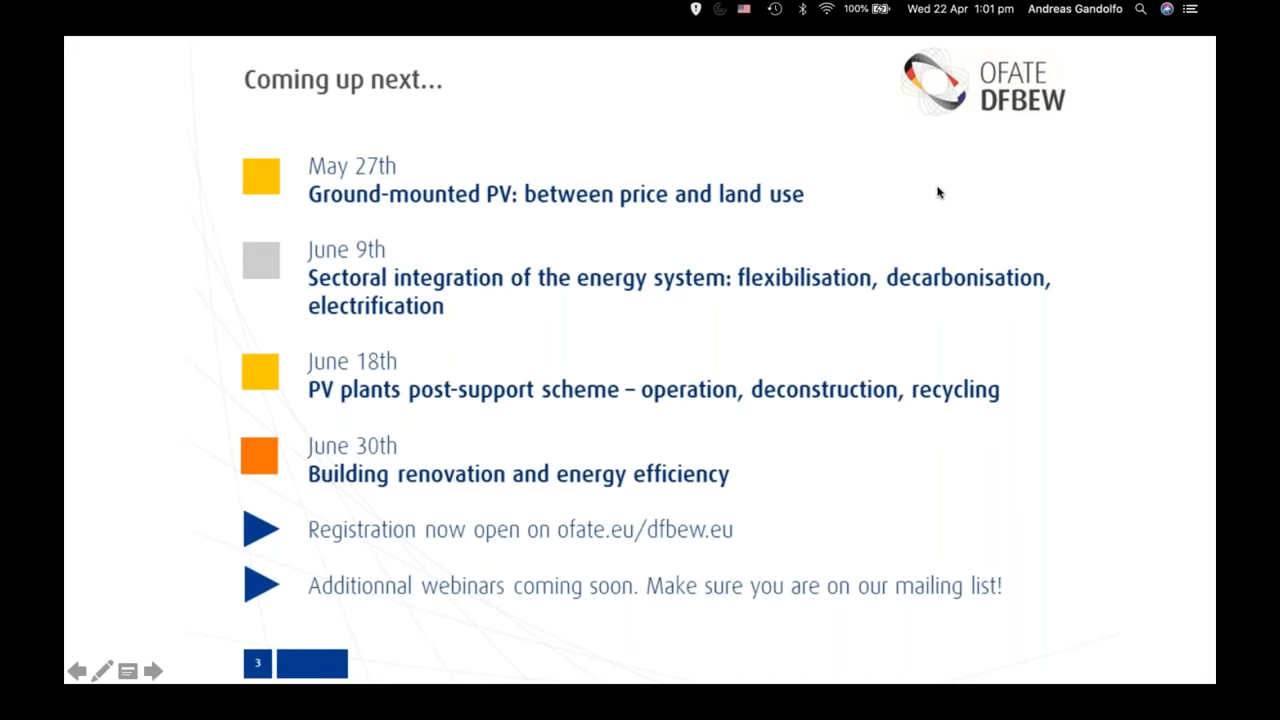 100% Wed 22 Apr 1:01 pm Andreas Gandolfo
Coming up next...
OFATE
DFBEW
May 27th
Ground-mounted PV: between price and land use
June 9th
Sectoral integration of the energy system: flexibilisation, decarbonisation,
electrification
June 18th
PV plants post-support scheme – operation, deconstruction, recycling
June 30th
Building renovation and energy efficiency
Registration now open on ofate.eu/dfbew.eu
Additionnal webinars coming soon. Make sure you are on our mailing list!
3